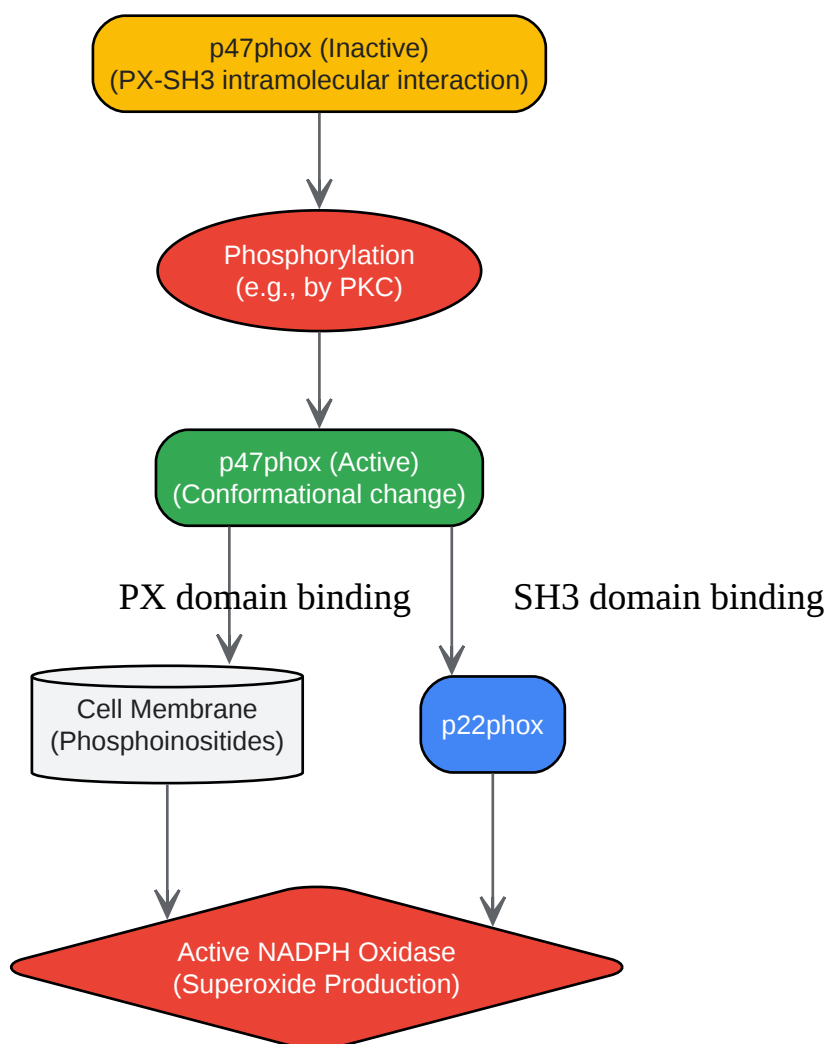 p47phox (Inactive)
(PX-SH3 intramolecular interaction)
Phosphorylation
(e.g., by PKC)
p47phox (Active)
(Conformational change)
PX domain binding
SH3 domain binding
Cell Membrane
(Phosphoinositides)
p22phox
Active NADPH Oxidase
(Superoxide Production)